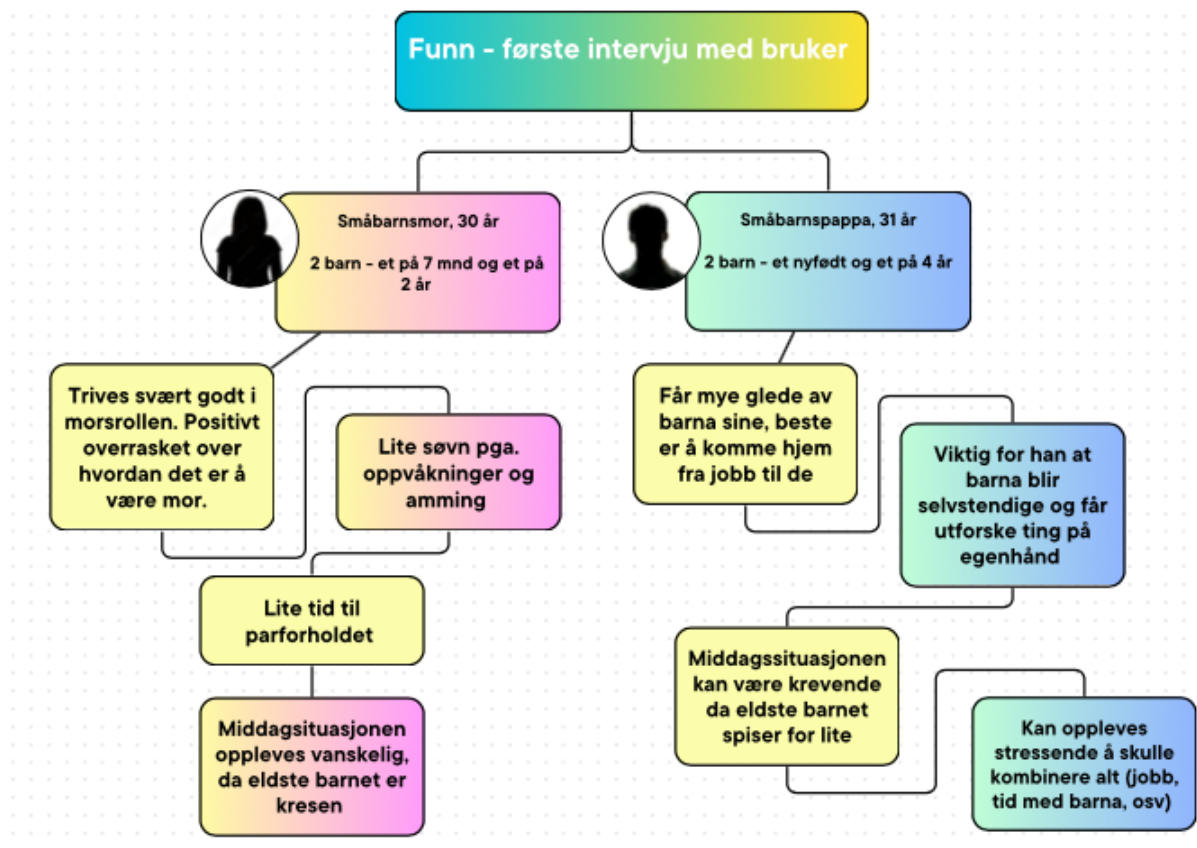 Funn - første intervju med bruker
Småbarnsmor, 30 år
2 barn - et på 7 mnd og et på
2 år
Trives svært godt i
morsrollen. Positivt
overrasket over
hvordan det er å
være mor.
Lite søvn pga.
oppvåkninger og
amming
Lite tid til
parforholdet
Middagsituasjonen
oppleves vanskelig,
da eldste barnet er
kresen
Småbarnspappa, 31 år
2 barn - et nyfødt og et på 4 år
Får mye glede av
barna sine, beste
er å komme hjem
fra jobb til de
Viktig for han at
barna blir
selvstendige og får
utforske ting på
egenhånd
Middagssituasjonen
kan være krevende
da eldste barnet
spiser for lite
Kan oppleves
stressende å skulle
kombinere alt (jobb,
tid med barna, osv)